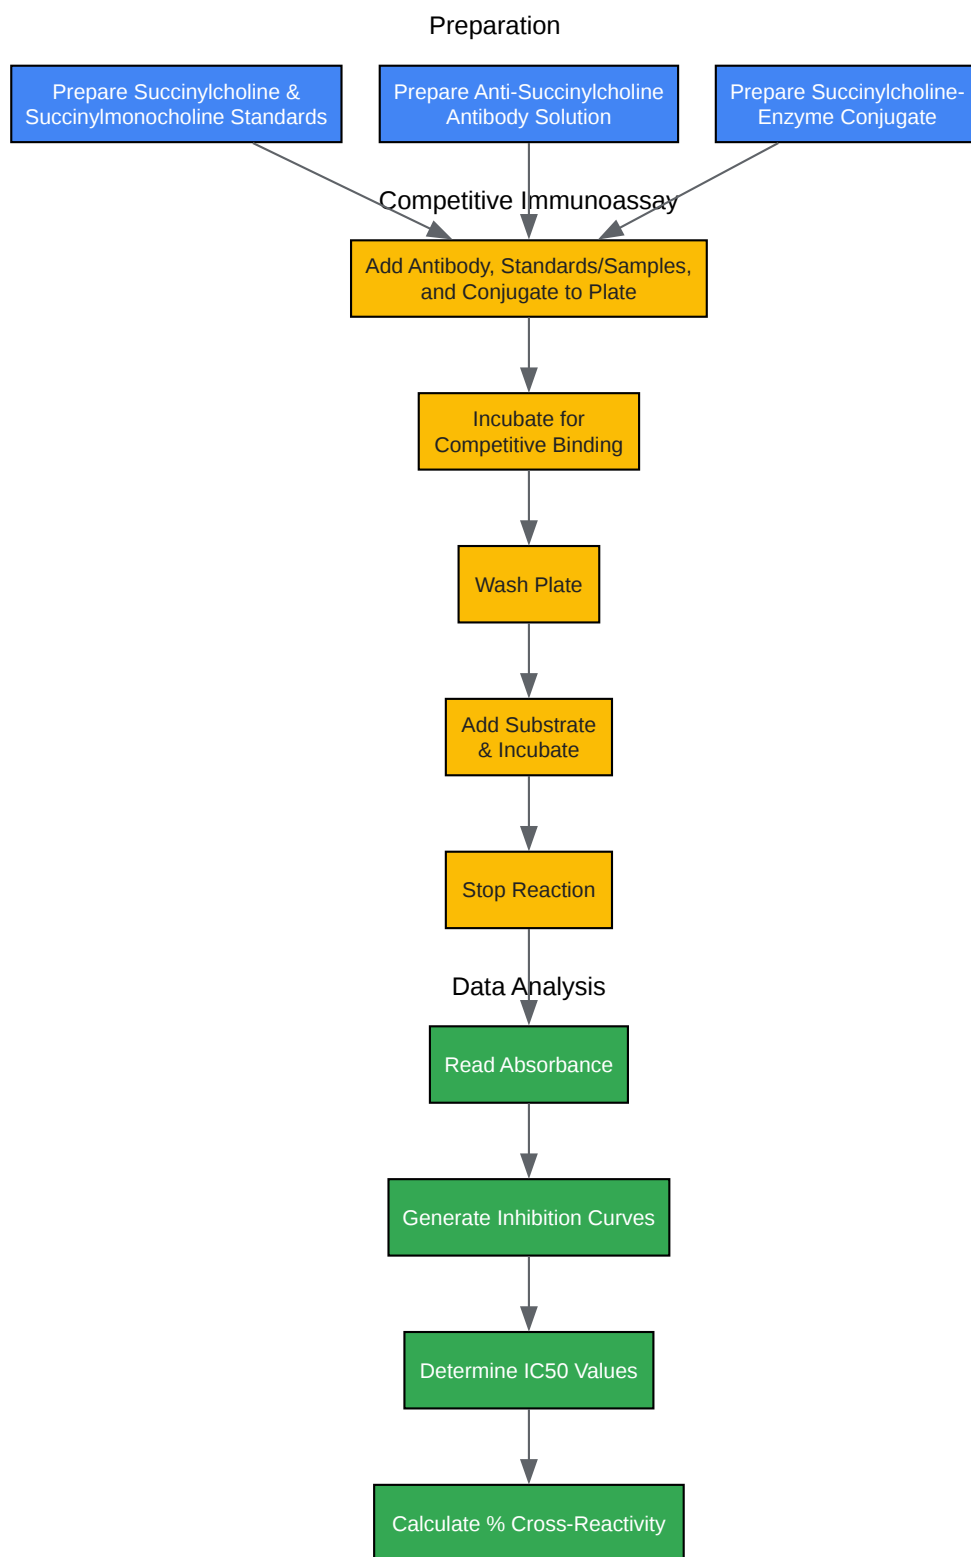 Preparation
Prepare Succinylcholine &
Succinylmonocholine Standards
Prepare Anti-Succinylcholine
Antibody Solution
Prepare Succinylcholine-
Enzyme Conjugate
Competitive Immunoassay
Add Antibody, Standards/Samples,
and Conjugate to Plate
Incubate for
Competitive Binding
Wash Plate
Add Substrate
& Incubate
Stop Reaction
Data Analysis
Read Absorbance
Generate Inhibition Curves
Determine IC50 Values
Calculate % Cross-Reactivity